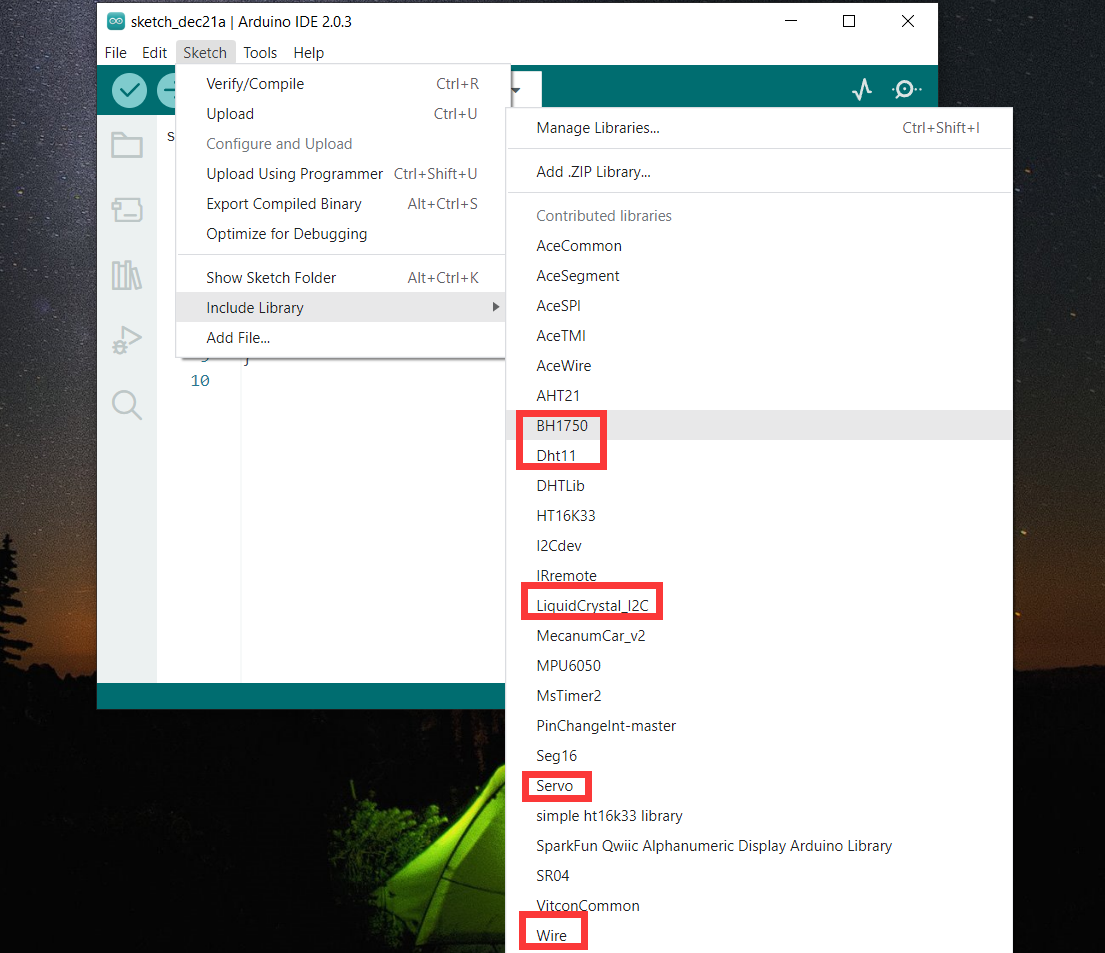 sketch_dec21a | Arduino IDE 2.0.3
File Edit Sketch Tools Help
Verify/Compile Ctrl+R
Upload Ctrl+U
Configure and Upload
Upload Using Programmer Ctrl+Shift+U
Export Compiled Binary Alt+Ctrl+S
Optimize for Debugging
Show Sketch Folder Alt+Ctrl+K
Include Library
Add File...
10
Manage Libraries... Ctrl+Shift+I
Add .ZIP Library...
Contributed libraries
AceCommon
AceSegment
AceSPI
AceTMI
AceWire
AHT21
BH1750
Dht11
DHTLib
HT16K33
I2Cdev
IRremote
LiquidCrystal_I2C
MecanumCar_v2
MPU6050
MsTimer2
PinChangeInt-master
Seg16
Servo
simple ht16k33 library
SparkFun Qwiic Alphanumeric Display Arduino Library
SR04
VitconCommon
Wire